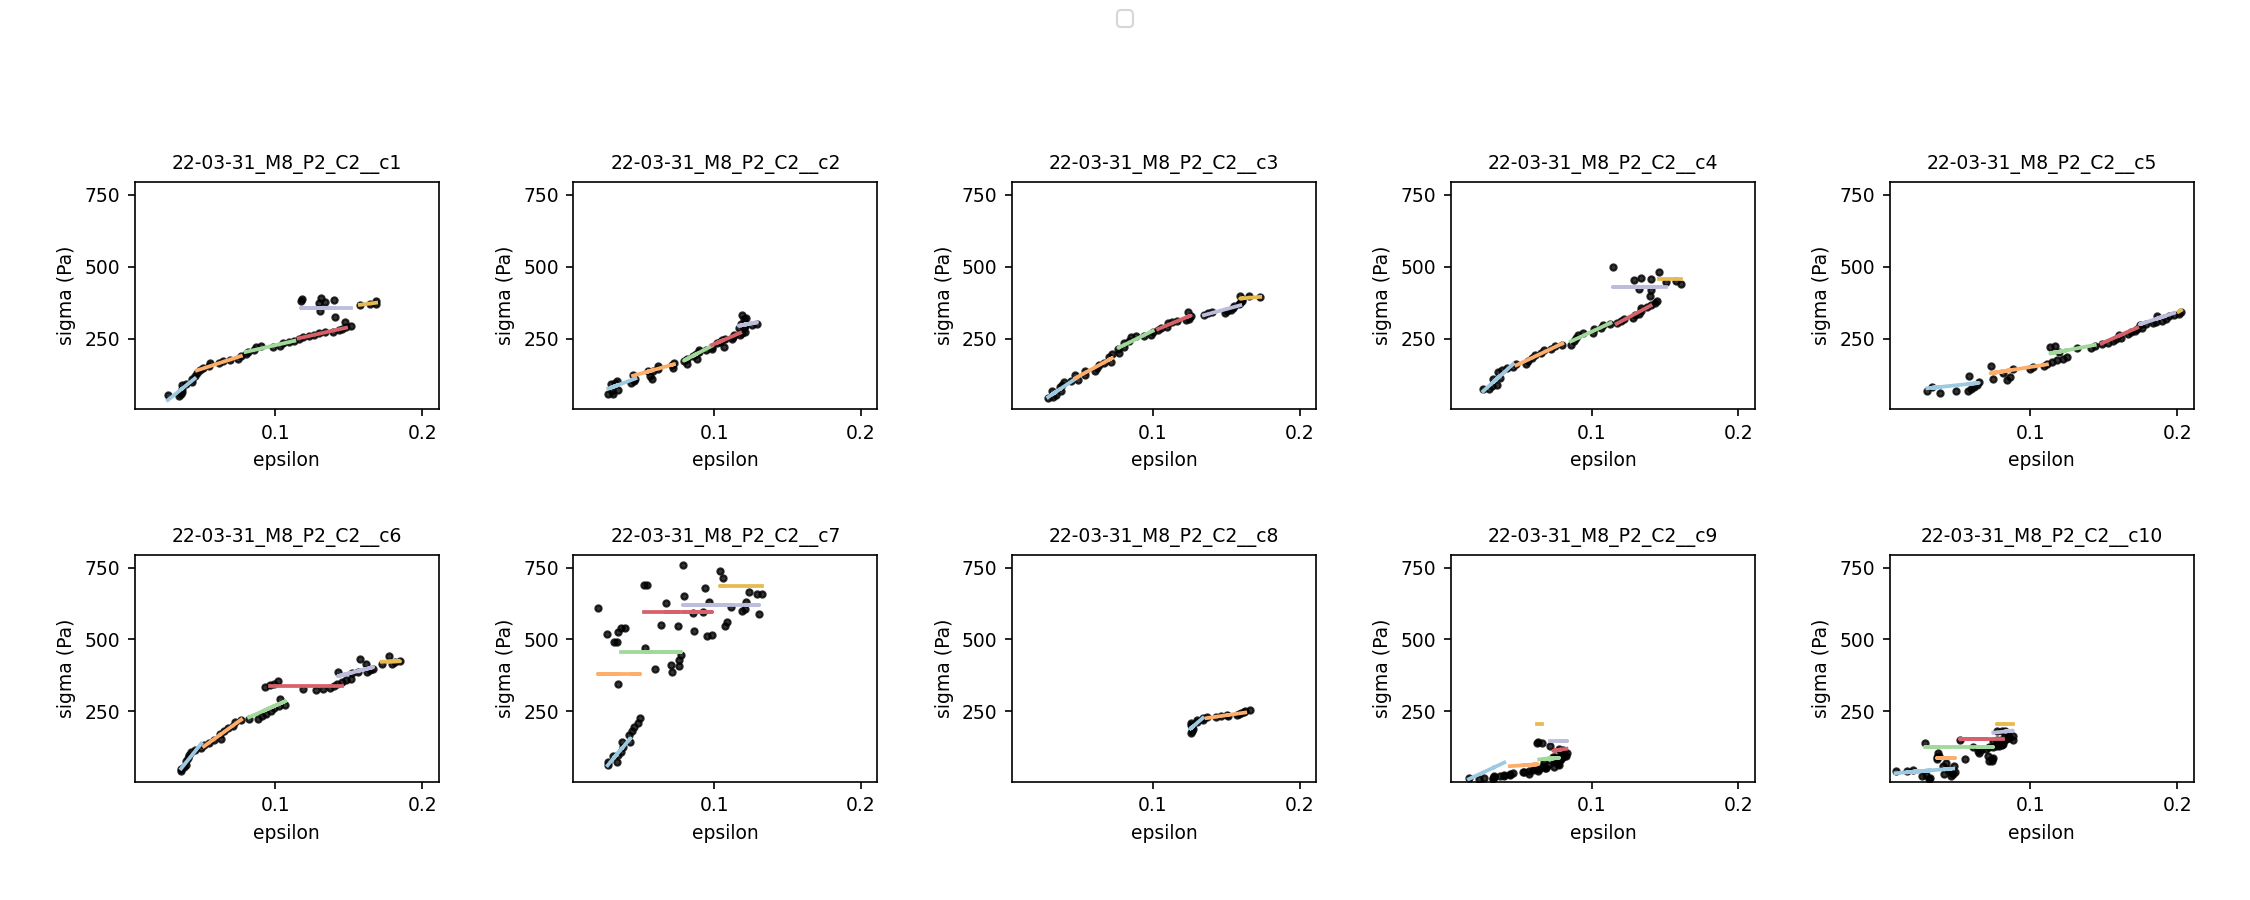 22-03-31_M8_P2_C2__c1
22-03-31_M8_P2_C2__c2
22-03-31_M8_P2_C2__c3
22-03-31_M8_P2_C2__c4
22-03-31_M8_P2_C2__c5
750 750 750 750 750
500 500 500 500 500
250 250 250 250 250
sigma (Pa) sigma (Pa) sigma (Pa) sigma (Pa) sigma (Pa)
0.1 0.2 0.1 0.2 0.1 0.2 0.1 0.2 0.1 0.2
epsilon epsilon epsilon epsilon epsilon
22-03-31_M8_P2_C2__c6
22-03-31_M8_P2_C2__c7
22-03-31_M8_P2_C2__c8
22-03-31_M8_P2_C2__c9
22-03-31_M8_P2_C2__c10
750 750 750 750 750
500 500 500 500 500
250 250 250 250 250
sigma (Pa) sigma (Pa) sigma (Pa) sigma (Pa) sigma (Pa)
0.1 0.2 0.1 0.2 0.1 0.2 0.1 0.2 0.1 0.2
epsilon epsilon epsilon epsilon epsilon